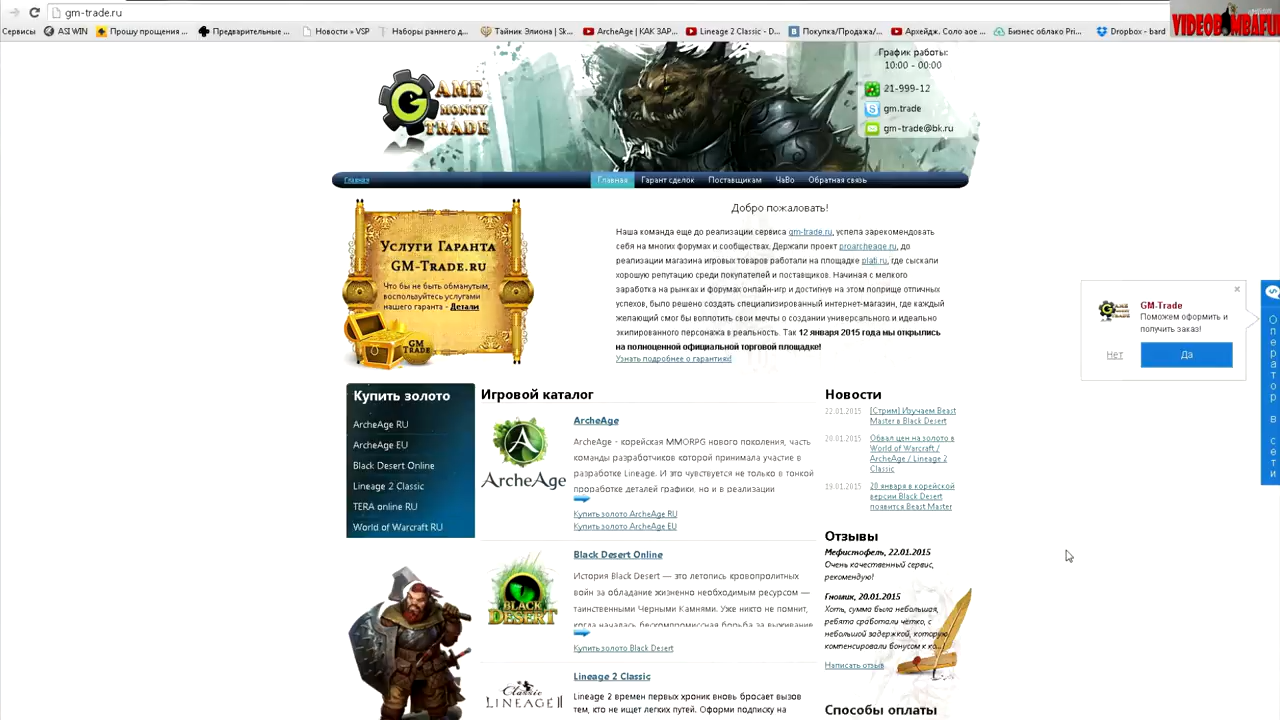 gm-trade.ru
Сервисы
ASI WIN
Прошу прощения ...
Предварительные ...
Новости » VSP
Наборы раннего д...
Тайник Элиона | Sk...
ArcheAge | КАК ЗАР...
Lineage 2 Classic - D...
Покупка/Продажа/...
Архейдж. Соло аое ...
Бизнес облако Pri...
Dropbox - bard
VIDEOBOMBAFUL
GAME
MONEY
TRADE
График работы:
10:00 - 00:00
21-999-12
gm.trade
gm-trade@bk.ru
Главная
Главная
Гарант сделок
Поставщикам
ЧаВо
Обратная связь
Услуги Гаранта
GM-Trade.ru
Что бы не быть обманутым,
воспользуйтесь услугами
нашего гаранта - Детали
GM
TRADE
Добро пожаловать!
Наша команда еще до реализации сервиса gm-trade.ru, успела зарекомендовать
себя на многих форумах и сообществах. Держали проект proarcheage.ru, до
реализации магазина игровых товаров работали на площадке plati.ru, где сыскали
хорошую репутацию среди покупателей и поставщиков. Начиная с мелкого
заработка на рынках и форумах онлайн-игр и достигнув на этом поприще отличных
успехов, было решено создать специализированный интернет-магазин, где каждый
желающий смог бы воплотить свои мечты о создании универсального и идеально
экипированного персонажа в реальность. Так 12 января 2015 года мы открылись
на полноценной официальной торговой площадке!
Узнать подробнее о гарантиях!
GM-Trade
Поможем оформить и
получить заказ!
Нет
Да
Оператор в сети
Купить золото
ArcheAge RU
ArcheAge EU
Black Desert Online
Lineage 2 Classic
TERA online RU
World of Warcraft RU
Игровой каталог
ArcheAge
ArcheAge
ArcheAge - корейская MMORPG нового поколения, часть
команды разработчиков которой принимала участие в
разработке Lineage. И это чувствуется не только в тонкой
проработке деталей графики, но и в реализации
Купить золото ArcheAge RU
Купить золото ArcheAge EU
BLACK
DESERT
Black Desert Online
История Black Desert — это летопись кровопролитных
войн за обладание жизненно необходимым ресурсом —
таинственными Черными Камнями. Уже никто не помнит,
когда началась бескомпромиссная борьба за выживание
Купить золото Black Desert
Classic
LINEAGE II
Lineage 2 Classic
Lineage 2 времен первых хроник вновь бросает вызов
тем, кто не ищет легких путей. Оформи подписку на
Новости
22.01.2015
[Стрим] Изучаем Beast
Master в Black Desert
20.01.2015
Обвал цен на золото в
World of Warcraft /
ArcheAge / Lineage 2
Classic
19.01.2015
20 января в корейской
версии Black Desert
появится Beast Master
Отзывы
Мефистофель, 22.01.2015
Очень качественный сервис,
рекомендую!
Гномик, 20.01.2015
Хоть, сумма была небольшая,
ребята сработали чётко, с
небольшой задержкой, которую
компенсировали бонусом к ко...
Написать отзыв
Способы оплаты